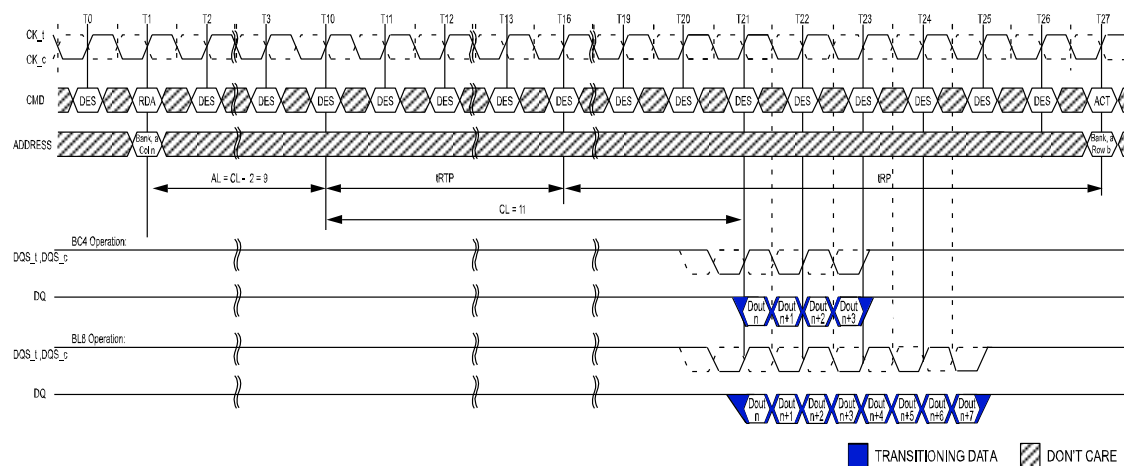 T0 T1 T2 T3 T10 T11 T12 T13 T16 T19 T20 T21 T22 T23 T24 T25 T26 T27
CK_t
CK_c
CMD DES RDA DES DES DES DES DES DES DES DES DES DES DES DES DES DES DES ACT
ADDRESS
Bank, a
Col n
Bank, a
Row b
AL = CL - 2 = 9
tRTP
tRP
CL = 11
BC4 Operation:
DQS_t ,DQS_c
DQ
Dout n Dout n+1 Dout n+2 Dout n+3
BL8 Operation:
DQS_t ,DQS_c
DQ
Dout n Dout n+1 Dout n+2 Dout n+3 Dout n+4 Dout n+5 Dout n+6 Dout n+7
TRANSITIONING DATA
DON'T CARE